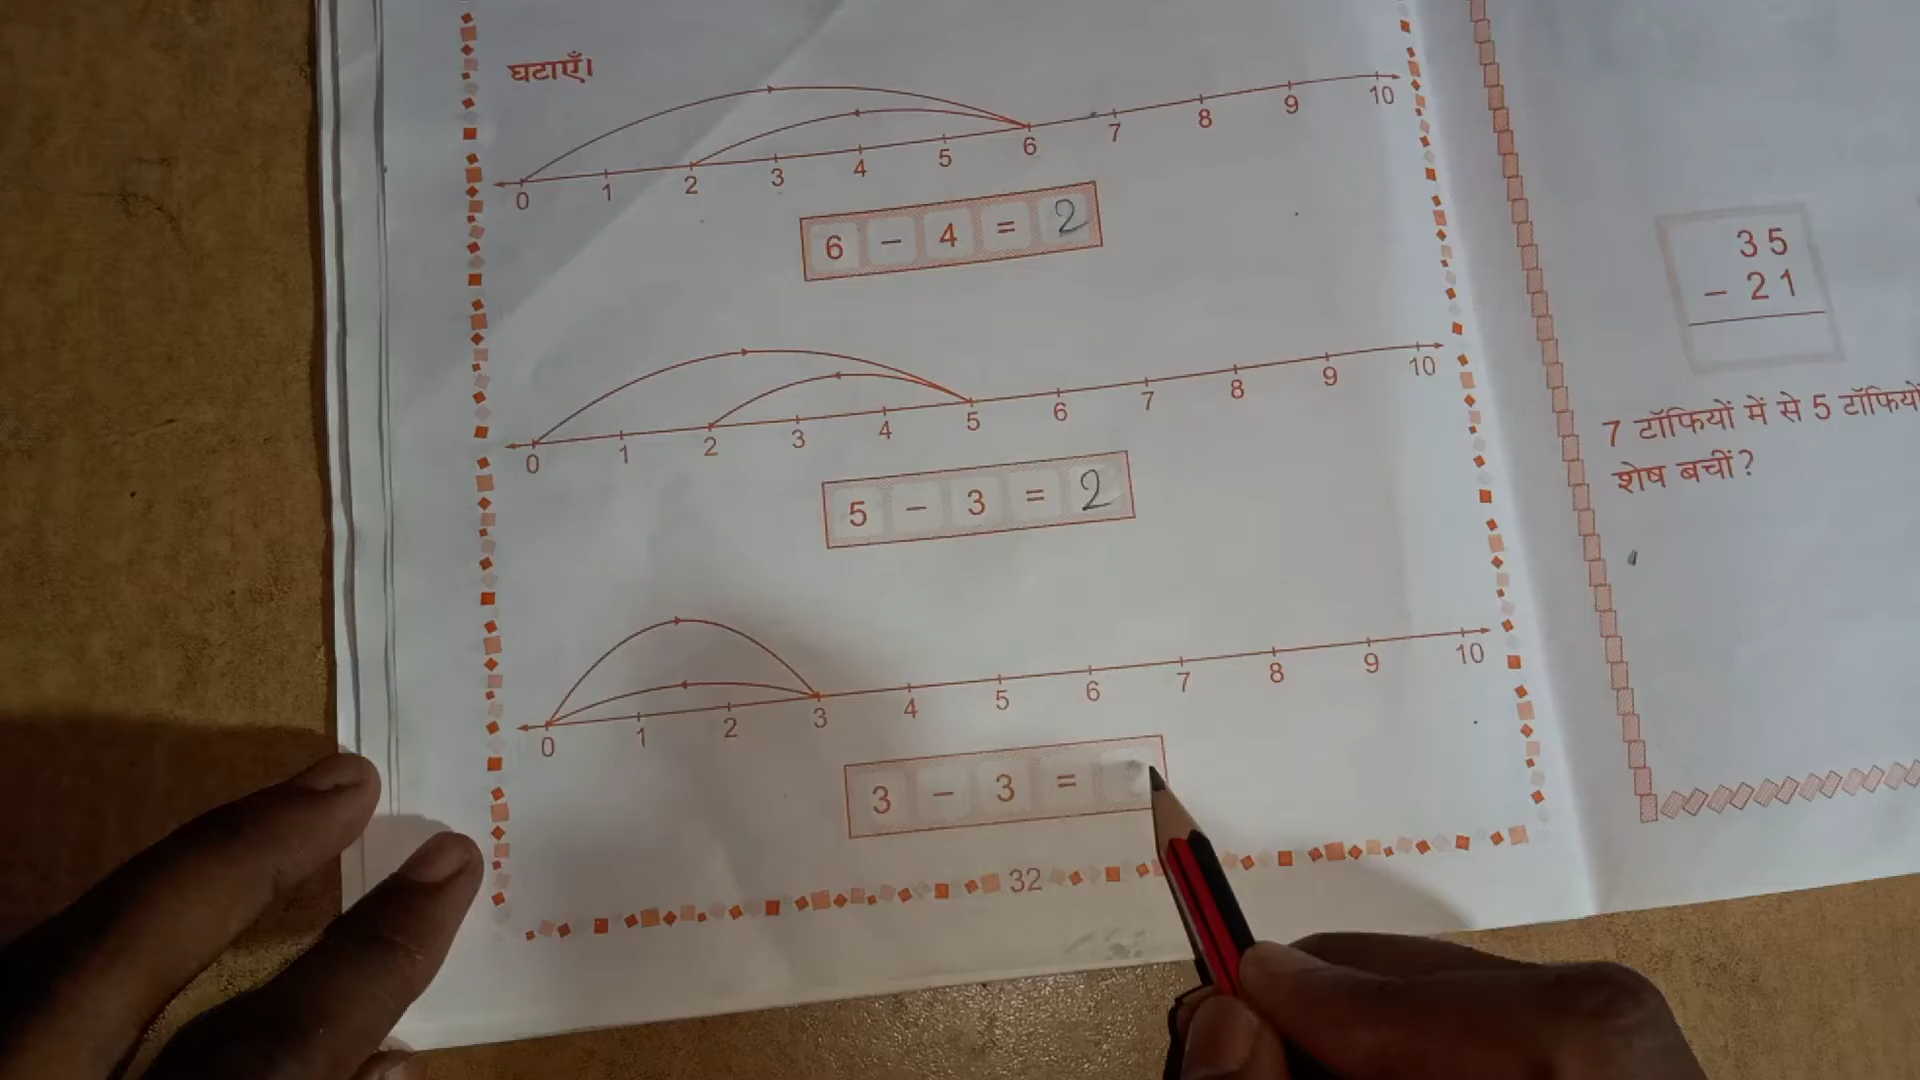 घटाएँ।
0 1 2 3 4 5 6 7 8 9 10
6 – 4 = 2
0 1 2 3 4 5 6 7 8 9 10
5 – 3 = 2
0 1 2 3 4 5 6 7 8 9 10
3 – 3 =
32
35
– 21
7 टॉफियों में से 5 टॉफियों
शेष बचीं?